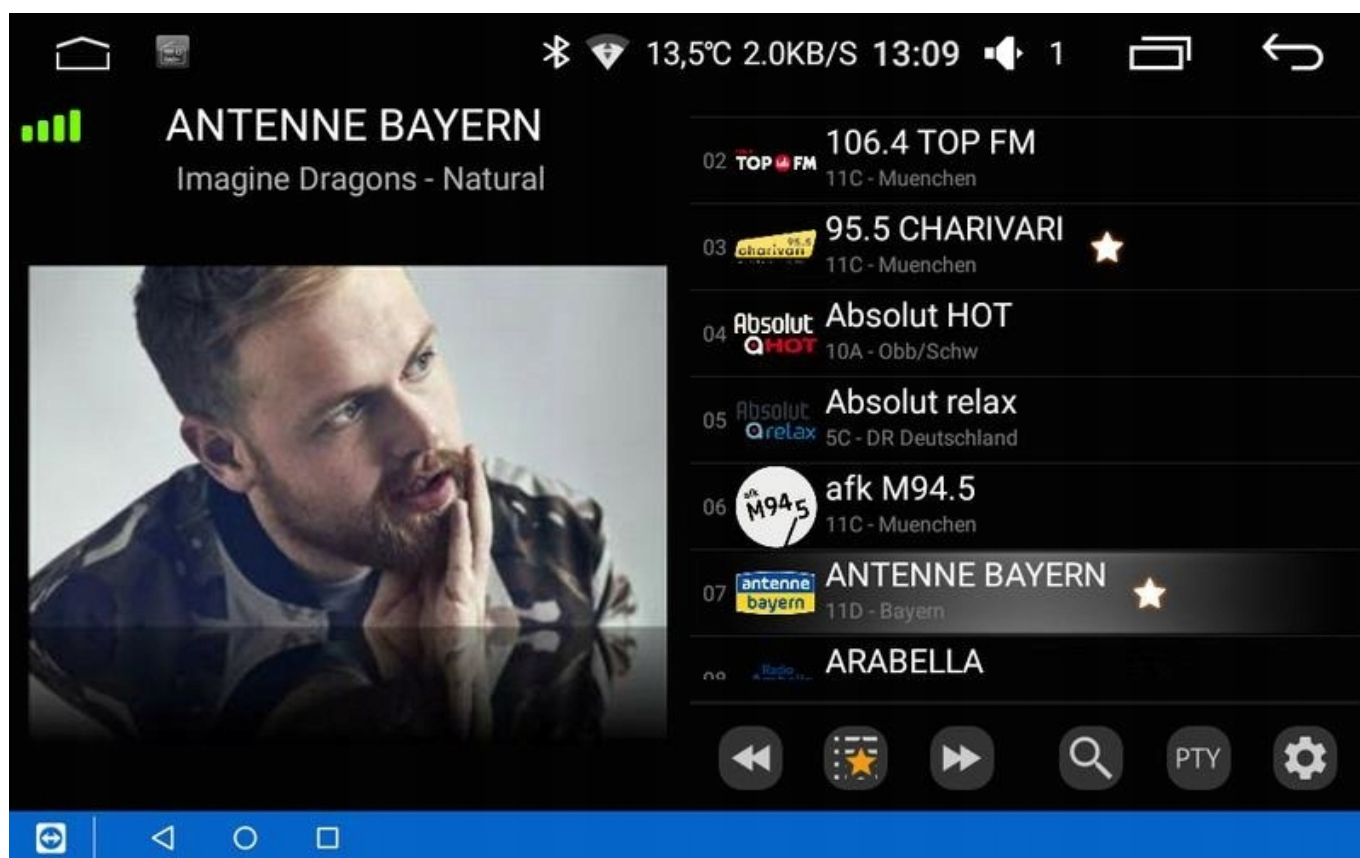 13,5°C 2.0KB/S 13:09 1
ANTENNE BAYERN
Imagine Dragons - Natural
02 TOP FM 106.4 TOP FM
11C - Muenchen
03 charivari 95.5 95.5 CHARIVARI
11C - Muenchen
04 Absolut HOT Absolut HOT
10A - Obb/Schw
05 Absolut relax Absolut relax
5C - DR Deutschland
06 afk M94.5 afk M94.5
11C - Muenchen
07 antenne bayern ANTENNE BAYERN
11D - Bayern
Radio ARABELLA
PTY